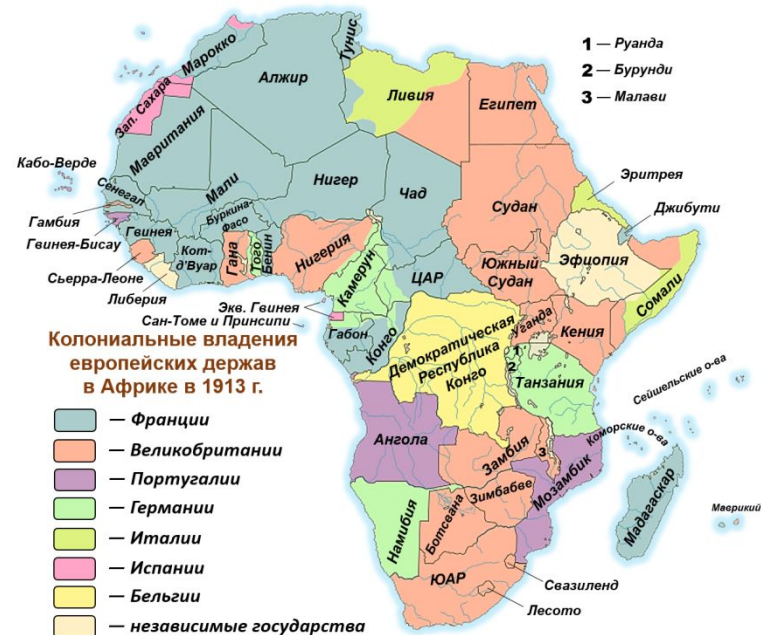 Марокко
Тунис
1 — Руанда
2 — Бурунди
3 — Малави
Алжир
Ливия
Египет
Зап. Сахара
Мавритания
Кабо-Верде
Сенегал
Мали
Нигер
Чад
Судан
Эритрея
Джибути
Гамбия
Гвинея-Бисау
Гвинея
Буркина-
Фасо
Кот-
д'Вуар
Гана
Того
Бенин
Нигерия
Камерун
ЦАР
Южный
Судан
Эфиопия
Сомали
Сьерра-Леоне
Либерия
Экв. Гвинея
Сан-Томе и Принсипи
Габон
Конго
Демократическая
Республика
Конго
Уганда
Кения
1
2
Танзания
Сейшельские о-ва
Коморские о-ва
Ангола
Замбия
3
Мозамбик
Мадагаскар
Маврикий
Намибия
Ботсвана
Зимбабве
ЮАР
Свазиленд
Лесото
Колониальные владения
европейских держав
в Африке в 1913 г.
— Франции
— Великобритании
— Португалии
— Германии
— Италии
— Испании
— Бельгии
— независимые государства